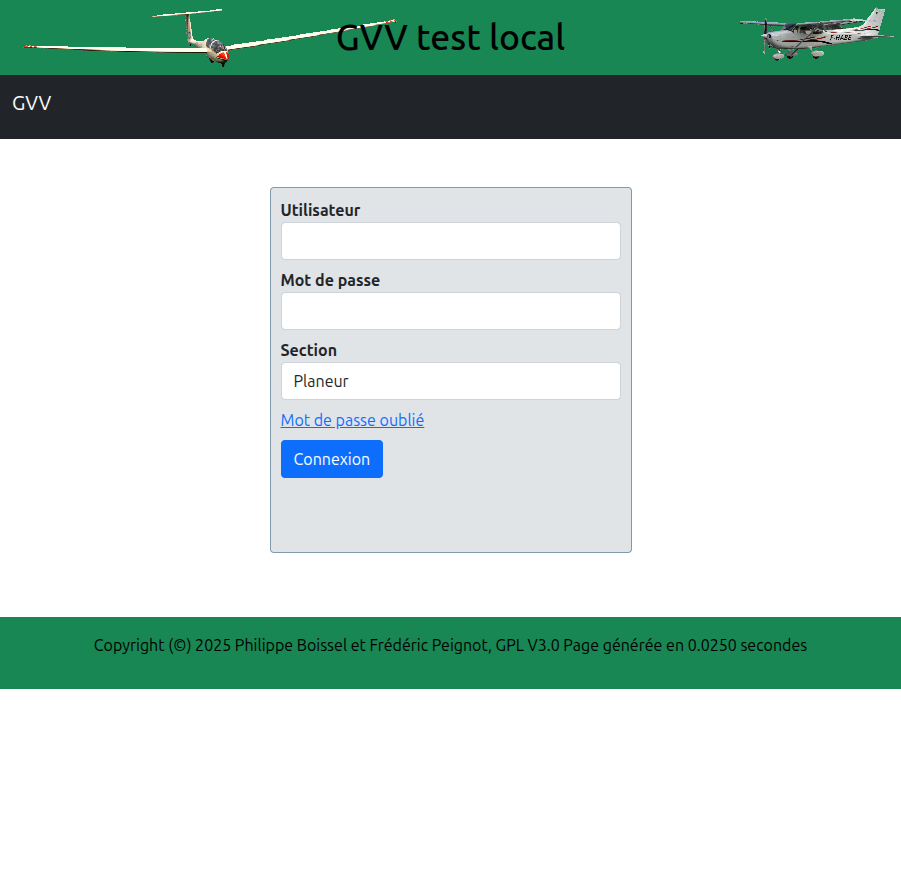 GVV test local
F-HABE
GVV
Utilisateur
Mot de passe
Section
Planeur
Mot de passe oublié
Connexion
Copyright (©) 2025 Philippe Boissel et Frédéric Peignot, GPL V3.0 Page générée en 0.0250 secondes